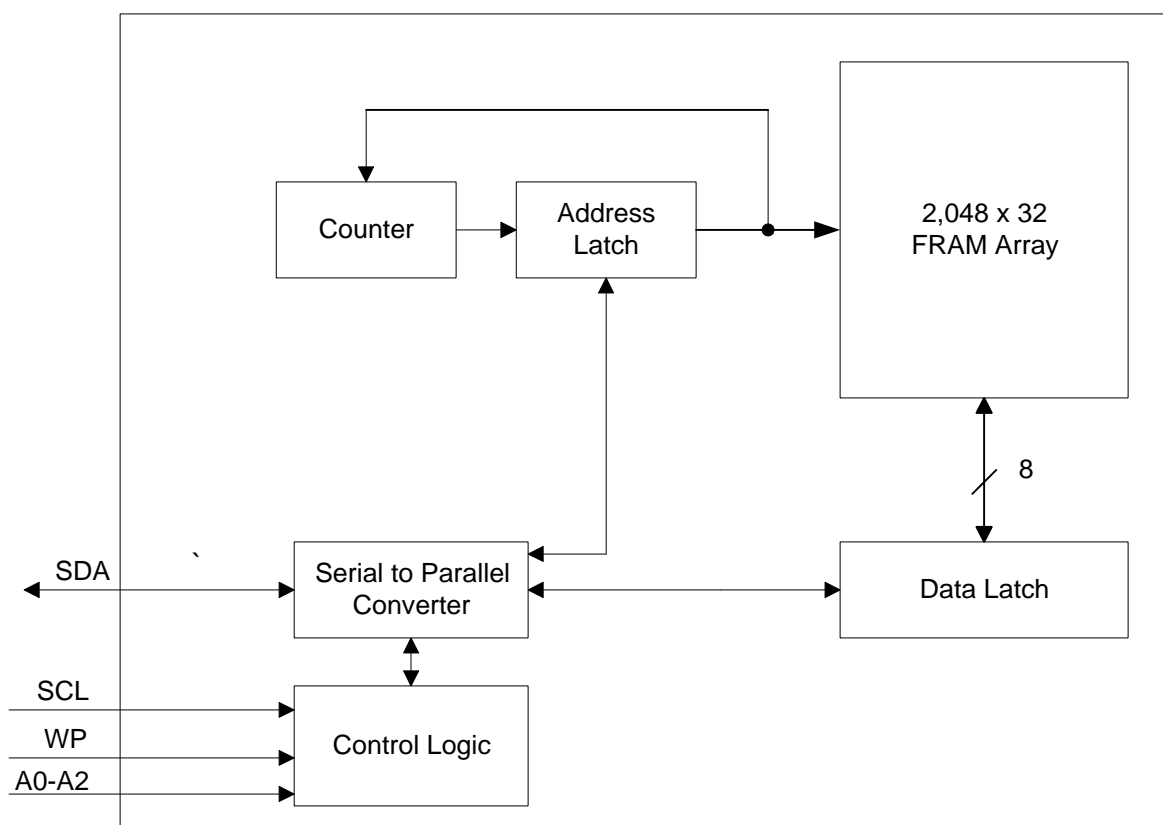 Counter
Address
Latch
2,048 x 32
FRAM Array
8
SDA
`
Serial to Parallel
Converter
Data Latch
SCL
WP
A0-A2
Control Logic